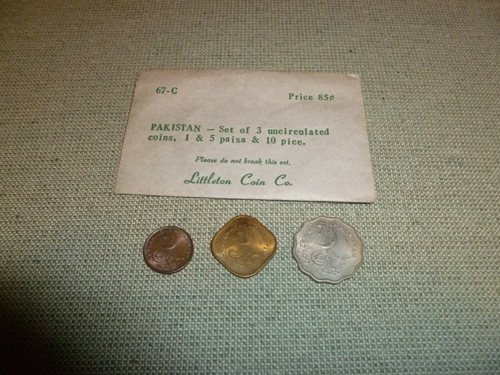 67-C
Price 85¢
PAKISTAN — Set of 3 uncirculated
coins, 1 & 5 paisa & 10 pice.
Please do not break this set.
Littleton Coin Co.